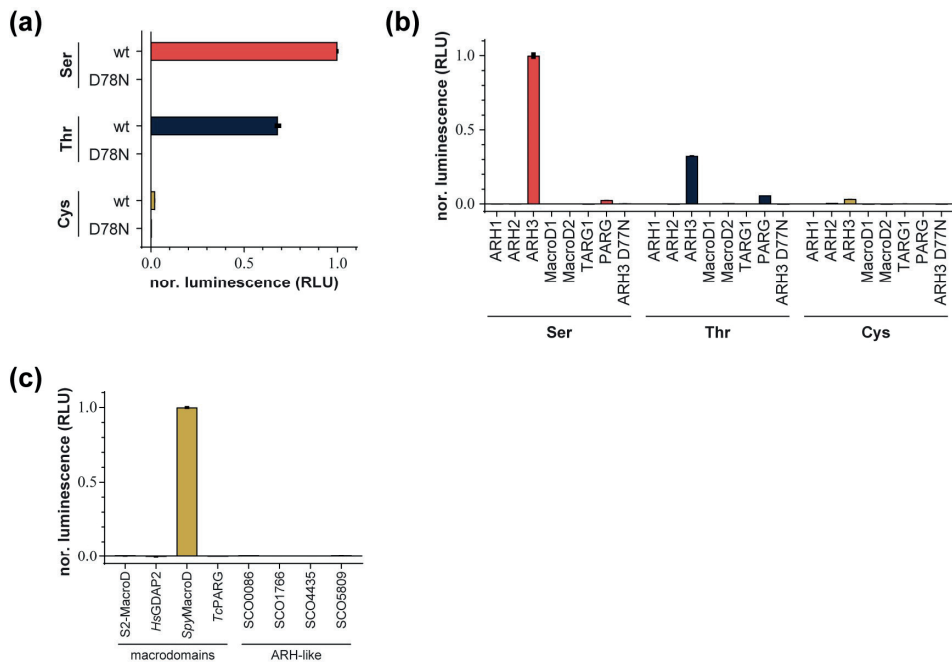 (a)
Ser
wt
D78N
Thr
wt
D78N
Cys
wt
D78N
0.0 0.5 1.0
nor. luminescence (RLU)
(b)
nor. luminescence (RLU)
1.0
0.5
0.0
ARH1
ARH2
ARH3
MacroD1
MacroD2
TARG1
PARG
ARH3 D77N
ARH1
ARH2
ARH3
MacroD1
MacroD2
TARG1
PARG
ARH3 D77N
ARH1
ARH2
ARH3
MacroD1
MacroD2
TARG1
PARG
ARH3 D77N
Ser Thr Cys
(c)
nor. luminescence (RLU)
1.0
0.5
0.0
S2-MacroD
HsGDAP2
SpyMacroD
TcPARG
SCO0086
SCO1766
SCO4435
SCO5809
macrodomains ARH-like